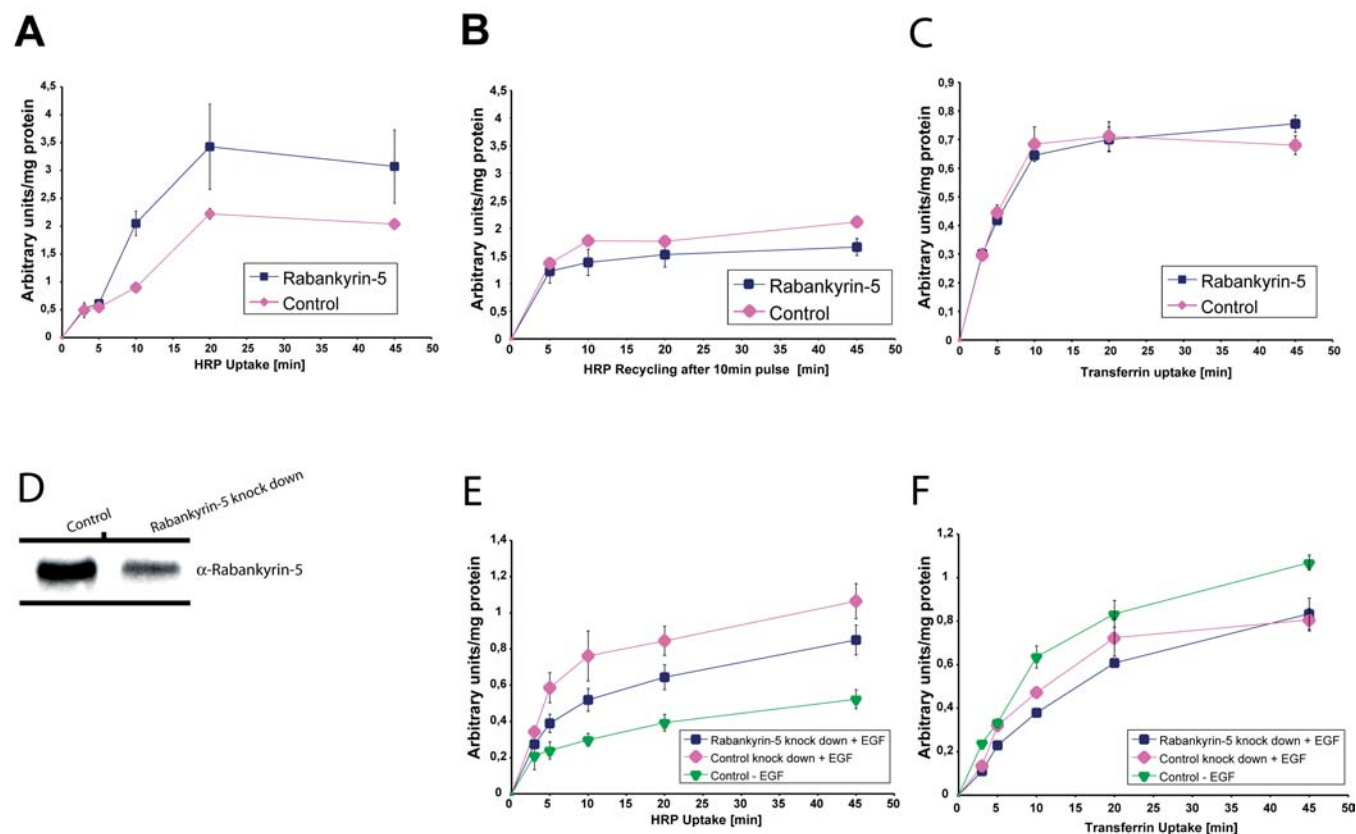 A
Arbitrary units/mg protein
4,5
4
3,5
3
2,5
2
1,5
1
0,5
0
0 5 10 15 20 25 30 35 40 45 50
HRP Uptake [min]
Rabankyrin-5
Control
B
Arbitrary units/mg protein
4,5
4
3,5
3
2,5
2
1,5
1
0,5
0
0 5 10 15 20 25 30 35 40 45 50
HRP Recycling after 10min pulse [min]
Rabankyrin-5
Control
C
Arbitrary units/mg protein
0,9
0,8
0,7
0,6
0,5
0,4
0,3
0,2
0,1
0
0 5 10 15 20 25 30 35 40 45 50
Transferrin uptake [min]
Rabankyrin-5
Control
D
Control
Rabankyrin-5 knock down
α-Rabankyrin-5
E
Arbitrary units/mg protein
1,4
1,2
1
0,8
0,6
0,4
0,2
0
0 5 10 15 20 25 30 35 40 45 50
HRP Uptake [min]
Rabankyrin-5 knock down + EGF
Control knock down + EGF
Control - EGF
F
Arbitrary units/mg protein
1,2
1
0,8
0,6
0,4
0,2
0
0 5 10 15 20 25 30 35 40 45 50
Transferrin Uptake [min]
Rabankyrin-5 knock down + EGF
Control knock down + EGF
Control - EGF